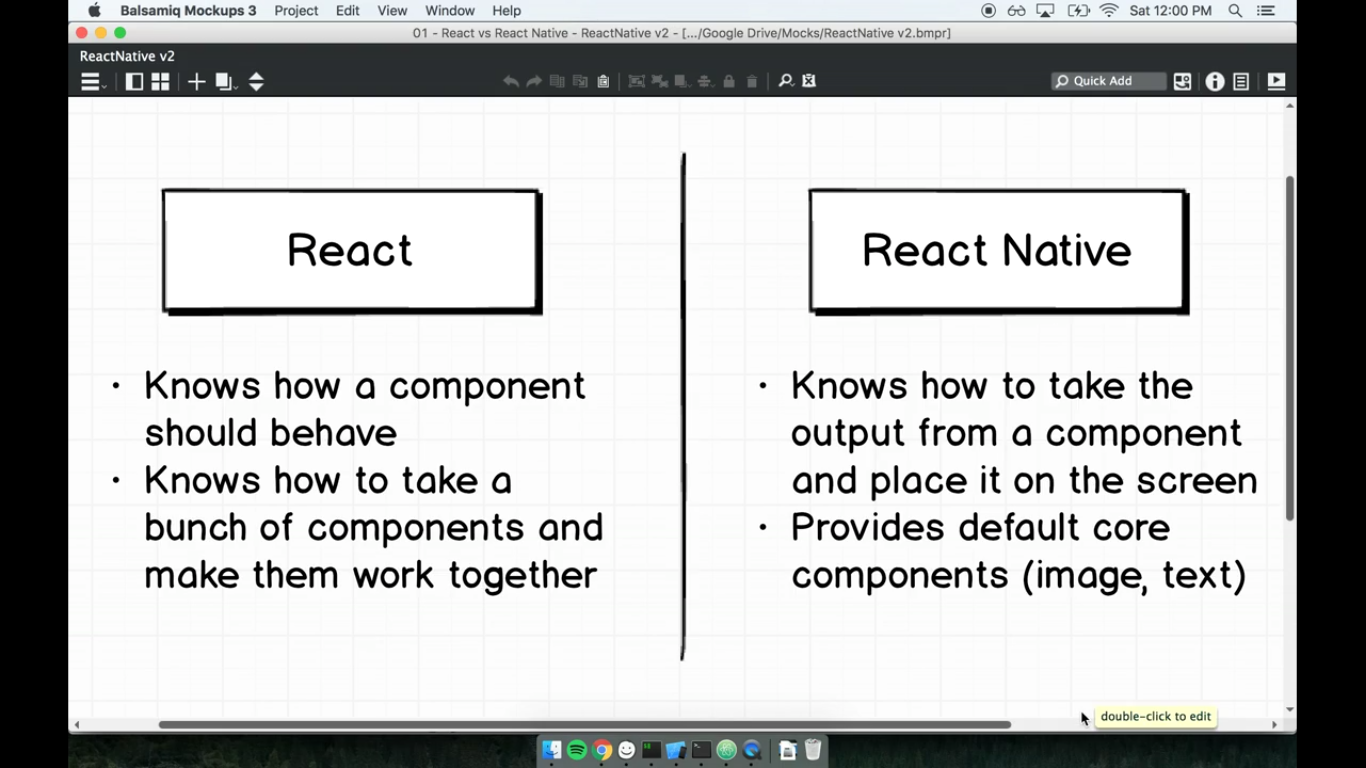 Balsamiq Mockups 3 Project Edit View Window Help Sat 12:00 PM
01 - React vs React Native - ReactNative v2 - [.../Google Drive/Mocks/ReactNative v2.bmpr]
ReactNative v2
Quick Add
React
• Knows how a component
should behave
• Knows how to take a
bunch of components and
make them work together
React Native
• Knows how to take the
output from a component
and place it on the screen
• Provides default core
components (image, text)
double-click to edit